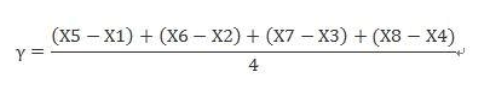 γ = (X5 − X1) + (X6 − X2) + (X7 − X3) + (X8 − X4)
4